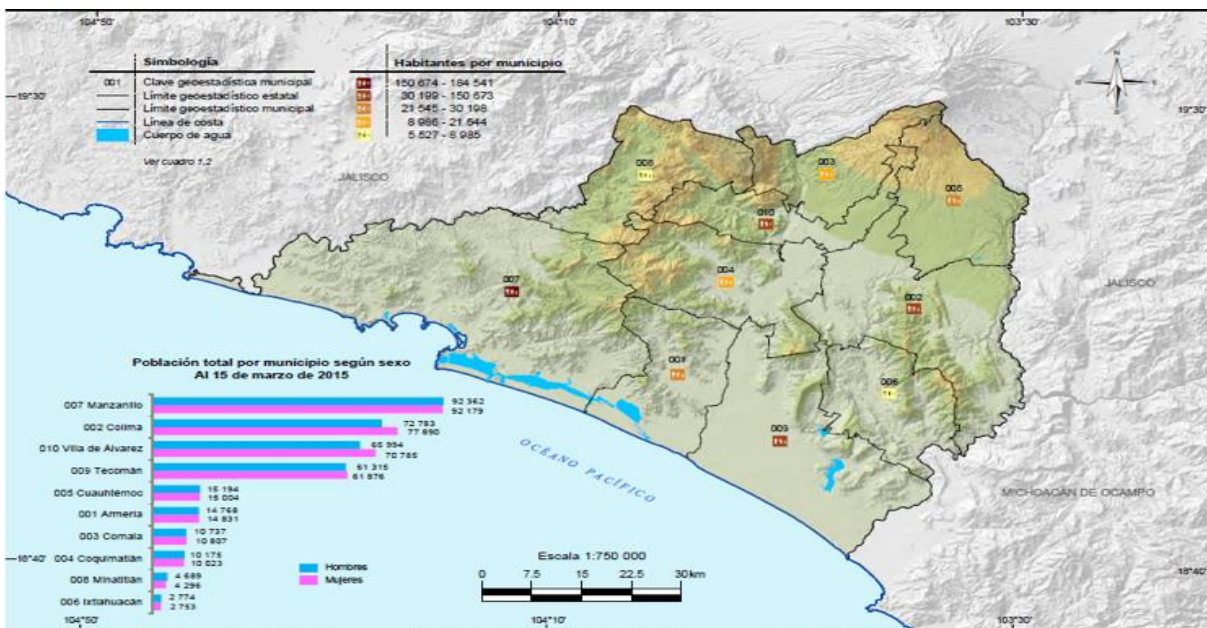 104°50'
104°10'
103°30'
Simbología
001 Clave geoestadística municipal
Límite geoestadístico estatal
Límite geoestadístico municipal
Línea de costa
Cuerpo de agua
Ver cuadro 1.2
Habitantes por municipio
150 674 - 184 541
30 199 - 150 673
21 545 - 30 198
8 986 - 21 544
5 527 - 8 985
N
19°30'
19°30'
JALISCO
003
005
010
007
004
002
JALISCO
009
MICHOACÁN DE OCAMPO
OCÉANO PACÍFICO
Población total por municipio según sexo
Al 15 de marzo de 2015
007 Manzanillo 92 362
92 179
002 Colima 72 783
77 890
010 Villa de Álvarez 65 994
70 785
009 Tecomán 61 315
61 876
005 Cuauhtémoc 15 194
15 004
001 Armería 14 768
14 831
003 Comala 10 737
10 807
004 Coquimatlán 10 175
10 023
008 Minatitlán 4 689
4 296
006 Ixtlahuacán 2 774
2 753
Hombres
Mujeres
Escala 1:750 000
0 7.5 15 22.5 30 km
18°40'
18°40'
104°50'
104°10'
103°30'